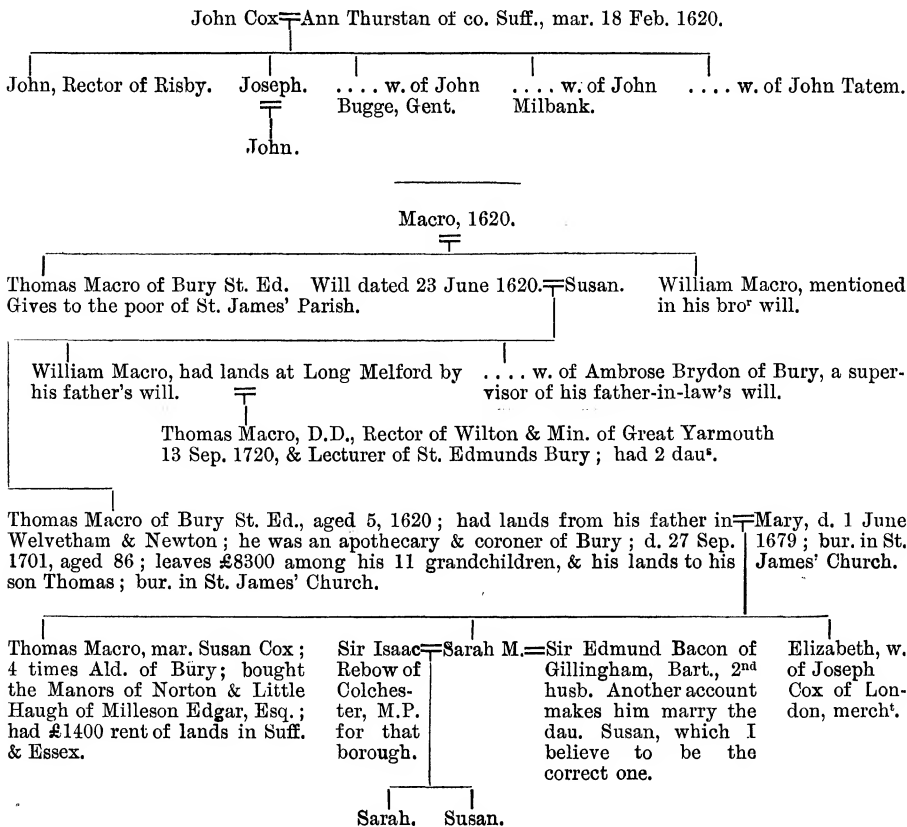 John Cox Ann Thurstan of co. Suff., mar. 18 Feb. 1620.
John, Rector of Risby. Joseph. .... w. of John .... w. of John .... w. of John Tatem.
Bugge, Gent. Milbank.
John.
Macro, 1620.
Thomas Macro of Bury St. Ed. Will dated 23 June 1620. Susan. William Macro, mentioned
Gives to the poor of St. James' Parish. in his broʳ will.
William Macro, had lands at Long Melford by .... w. of Ambrose Brydon of Bury, a super-
his father's will. visor of his father-in-law's will.
Thomas Macro, D.D., Rector of Wilton & Min. of Great Yarmouth
13 Sep. 1720, & Lecturer of St. Edmunds Bury; had 2 dauˢ.
Thomas Macro of Bury St. Ed., aged 5, 1620; had lands from his father in Mary, d. 1 June
Welvetham & Newton; he was an apothecary & coroner of Bury; d. 27 Sep. 1679; bur. in St.
1701, aged 86; leaves £8300 among his 11 grandchildren, & his lands to his James' Church.
son Thomas; bur. in St. James' Church.
Thomas Macro, mar. Susan Cox; Sir Isaac Sarah M. Sir Edmund Bacon of Elizabeth, w.
4 times Ald. of Bury; bought Rebow of Gillingham, Bart., 2ⁿᵈ of Joseph
the Manors of Norton & Little Colches- husb. Another account Cox of Lon-
Haugh of Milleson Edgar, Esq.; ter, M.P. makes him marry the don, merchᵗ.
had £1400 rent of lands in Suff. for that dau. Susan, which I
& Essex. borough. believe to be the
correct one.
Sarah. Susan.